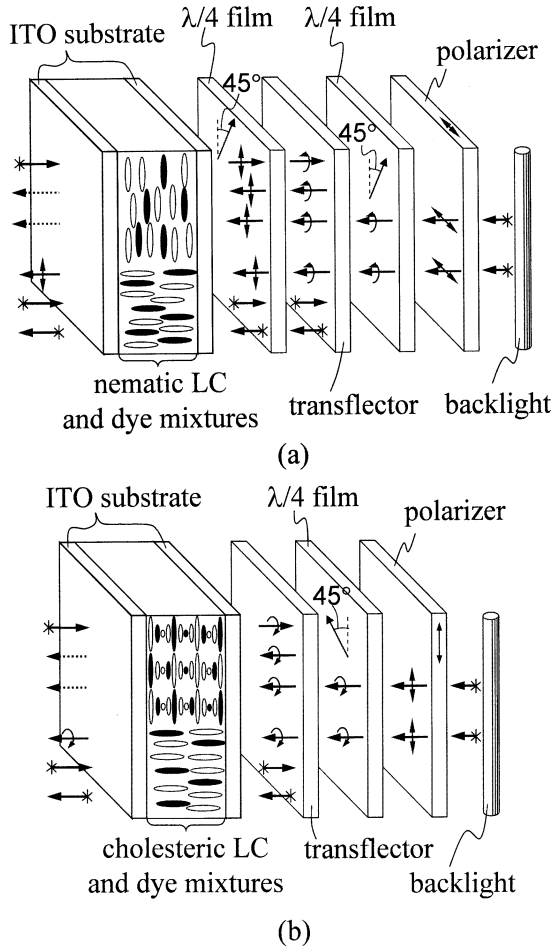 ITO substrate
λ/4 film
λ/4 film
polarizer
45°
45°
nematic LC
and dye mixtures
transflector
backlight
(a)
ITO substrate
λ/4 film
polarizer
45°
cholesteric LC
and dye mixtures
transflector
backlight
(b)